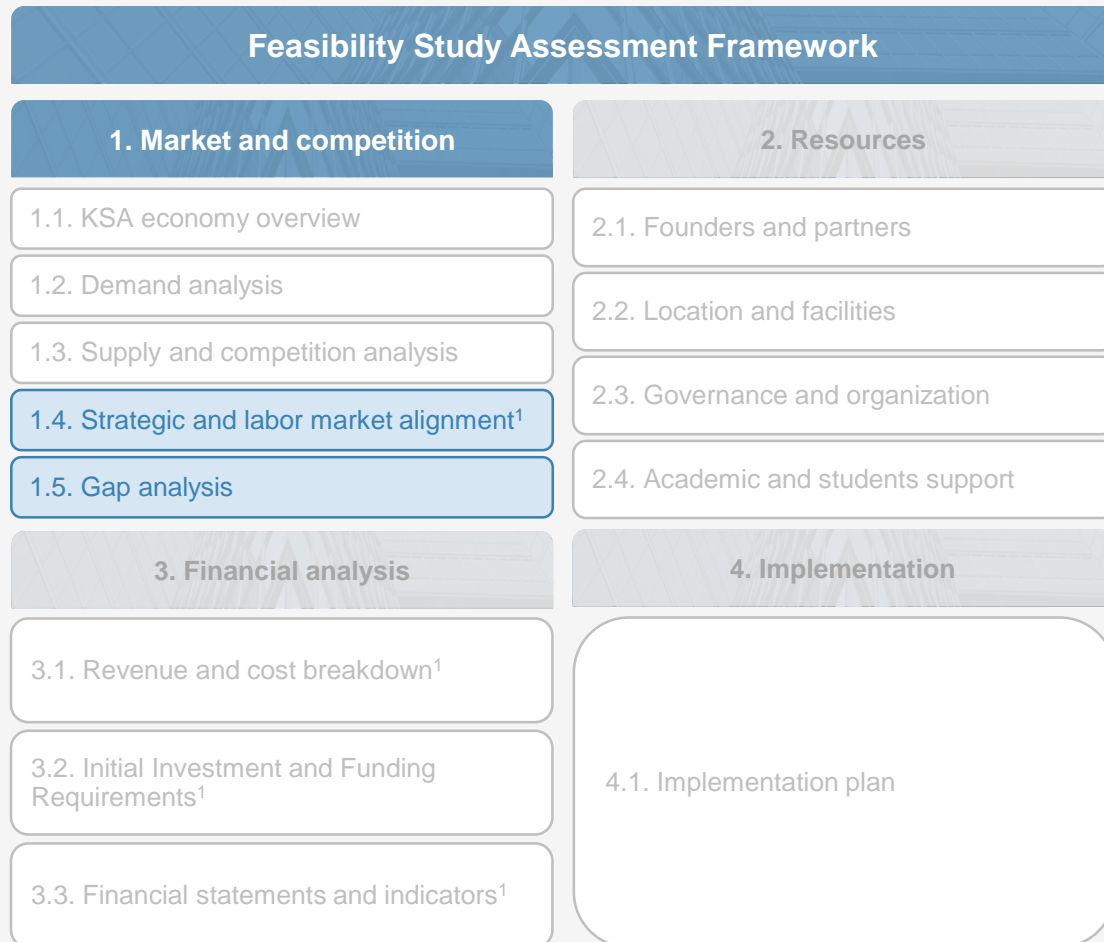 Feasibility Study Assessment Framework
1. Market and competition
1.1. KSA economy overview
1.2. Demand analysis
1.3. Supply and competition analysis
1.4. Strategic and labor market alignment¹
1.5. Gap analysis
2. Resources
2.1. Founders and partners
2.2. Location and facilities
2.3. Governance and organization
2.4. Academic and students support
3. Financial analysis
3.1. Revenue and cost breakdown¹
3.2. Initial Investment and Funding
Requirements¹
3.3. Financial statements and indicators¹
4. Implementation
4.1. Implementation plan